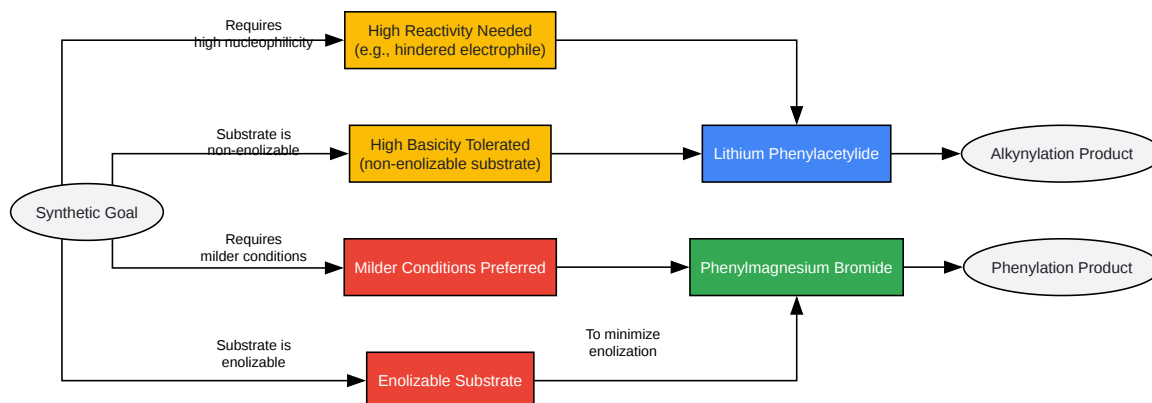 Requires
high nucleophilicity
High Reactivity Needed
(e.g., hindered electrophile)
Substrate is
non-enolizable
High Basicity Tolerated
(non-enolizable substrate)
Lithium Phenylacetylide
Alkynylation Product
Synthetic Goal
Requires
milder conditions
Milder Conditions Preferred
Phenylmagnesium Bromide
Phenylation Product
Substrate is
enolizable
Enolizable Substrate
To minimize
enolization